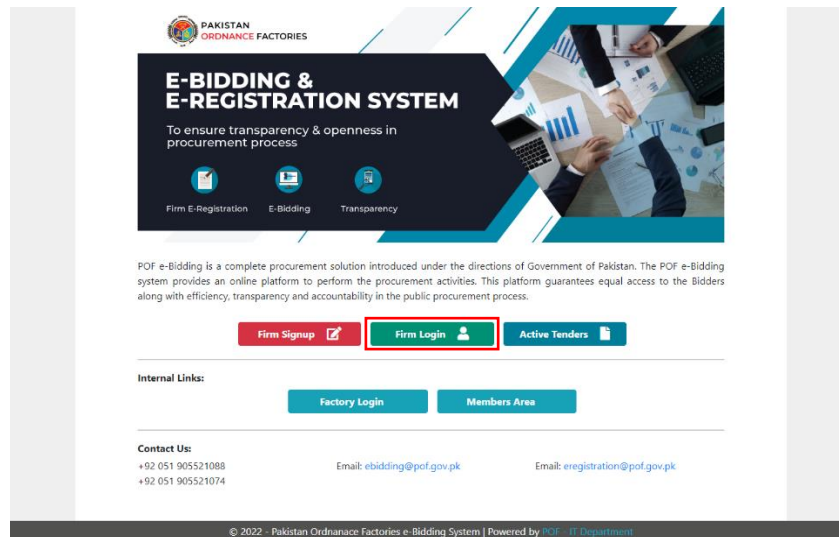 PAKISTAN
ORDNANCE FACTORIES
E-BIDDING &
E-REGISTRATION SYSTEM
To ensure transparency & openness in
procurement process
Firm E-Registration E-Bidding Transparency
POF e-Bidding is a complete procurement solution introduced under the directions of Government of Pakistan. The POF e-Bidding
system provides an online platform to perform the procurement activities. This platform guarantees equal access to the Bidders
along with efficiency, transparency and accountability in the public procurement process.
Firm Signup Firm Login Active Tenders
Internal Links:
Factory Login Members Area
Contact Us:
+92 051 905521088 Email: ebidding@pof.gov.pk Email: eregistration@pof.gov.pk
+92 051 905521074
© 2022 - Pakistan Ordnanace Factories e-Bidding System | Powered by POF - IT Department